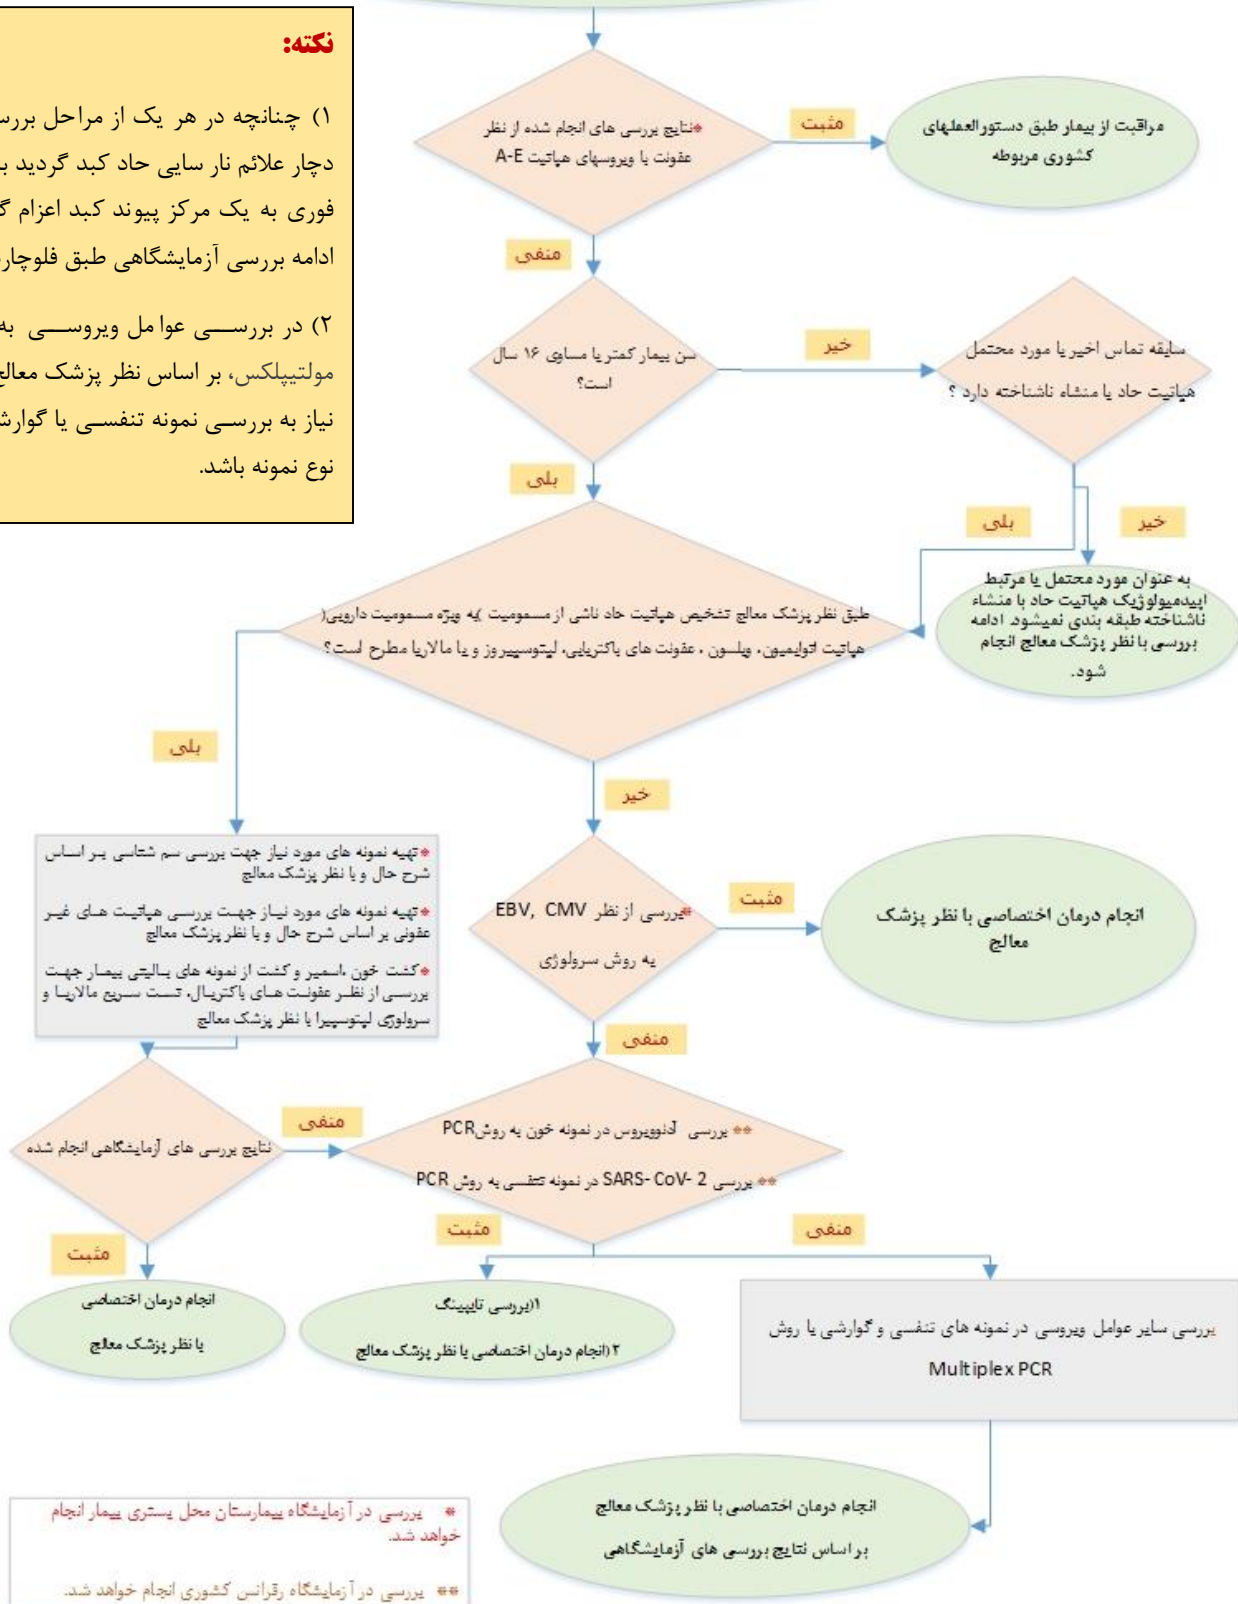 نکته:
۱) چنانچه در هر یک از مراحل
دچار علائم نار سایی حاد کبد گردید
فوری به یک مرکز پیوند کبد اعزام
ادامه بررسی آزمایشگاهی طبق
۲) در بررسی عوامل ویروسی به
مولتیپلکس، بر اساس نظر پزشک معالج
نیاز به بررسی نمونه تنفسی یا
نوع نمونه باشد.
*نتایج بررسی های انجام شده از نظر
عفونت با ویروسهای هپاتیت A-E
مثبت
مراقبت از بیمار طبق دستورالعملهای
کشوری مربوطه
منفی
سن بیمار کمتر یا مساوی ۱۶ سال
است؟
خیر
سابقه تماس اخیر با مورد محتمل
هپاتیت حاد با منشاء ناشناخته دارد ؟
بلی
بلی
خیر
به عنوان مورد محتمل یا مرتبط
اپیدمیولوژیک هپاتیت حاد با منشاء
ناشناخته طبقه بندی نمیشود. ادامه
بررسی با نظر پزشک معالج انجام
شود.
طبق نظر پزشک معالج تشخیص هپاتیت حاد ناشی از مسمومیت )به ویژه مسمومیت دارویی(
هپاتیت اتوایمیون، ویلسون ، عفونت های باکتریایی، لپتوسپیروز و یا مالاریا مطرح است؟
بلی
خیر
*تهیه نمونه های مورد نیاز جهت بررسی سم شناسی بر اساس
شرح حال و با نظر پزشک معالج
*تهیه نمونه های مورد نیاز جهت بررسی هپاتیت های غیر
عفونی بر اساس شرح حال و با نظر پزشک معالج
*کشت خون ،اسمیر و کشت از نمونه های بالینی بیمار جهت
بررسی از نظر عفونت های باکتریال، تست سریع مالاریا و
سرولوژی لپتوسپیرا با نظر پزشک معالج
*بررسی از نظر EBV, CMV
به روش سرولوژی
مثبت
انجام درمان اختصاصی با نظر پزشک
معالج
منفی
نتایج بررسی های آزمایشگاهی انجام شده
منفی
** بررسی آدنوویروس در نمونه خون به روش PCR
** بررسی SARS- CoV- 2 در نمونه تنفسی به روش PCR
مثبت
مثبت
منفی
انجام درمان اختصاصی
با نظر پزشک معالج
۱(بررسی تایپینگ
۲(انجام درمان اختصاصی با نظر پزشک معالج
بررسی سایر عوامل ویروسی در نمونه های تنفسی و گوارشی با روش
Multiplex PCR
انجام درمان اختصاصی با نظر پزشک معالج
بر اساس نتایج بررسی های آزمایشگاهی
* بررسی در آزمایشگاه بیمارستان محل بستری بیمار انجام
خواهد شد.
** بررسی در آزمایشگاه رفرانس کشوری انجام خواهد شد.